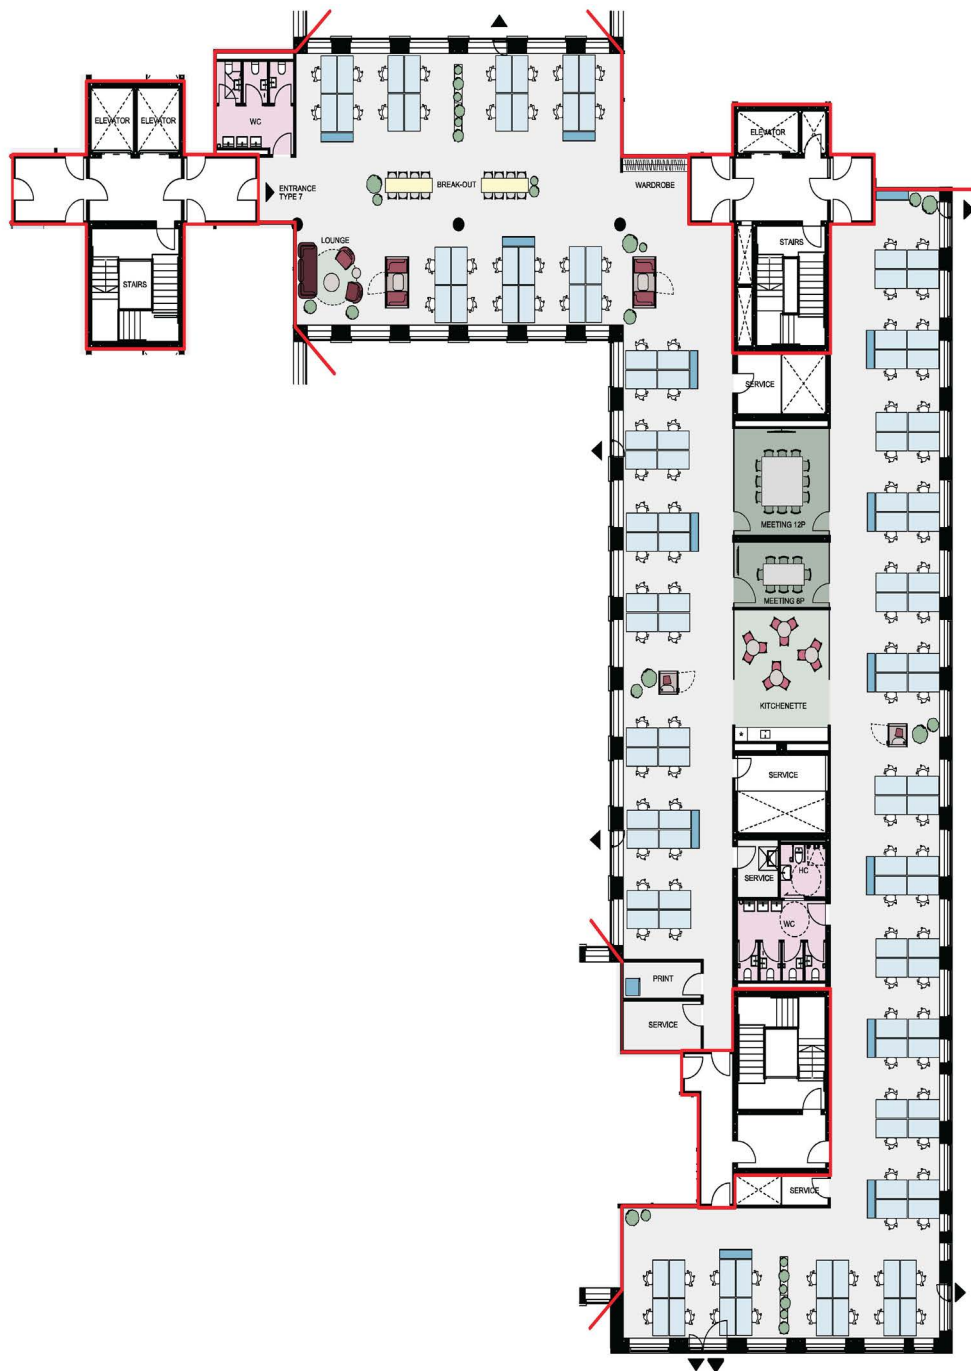 ELEVATOR
ELEVATOR
WC
ELEVATOR
ENTRANCE
TYPE 7
BREAK-OUT
WARDROBE
LOUNGE
STAIRS
STAIRS
SERVICE
MEETING 12P
MEETING 8P
KITCHENETTE
SERVICE
SERVICE
HC
WC
PRINT
SERVICE
SERVICE